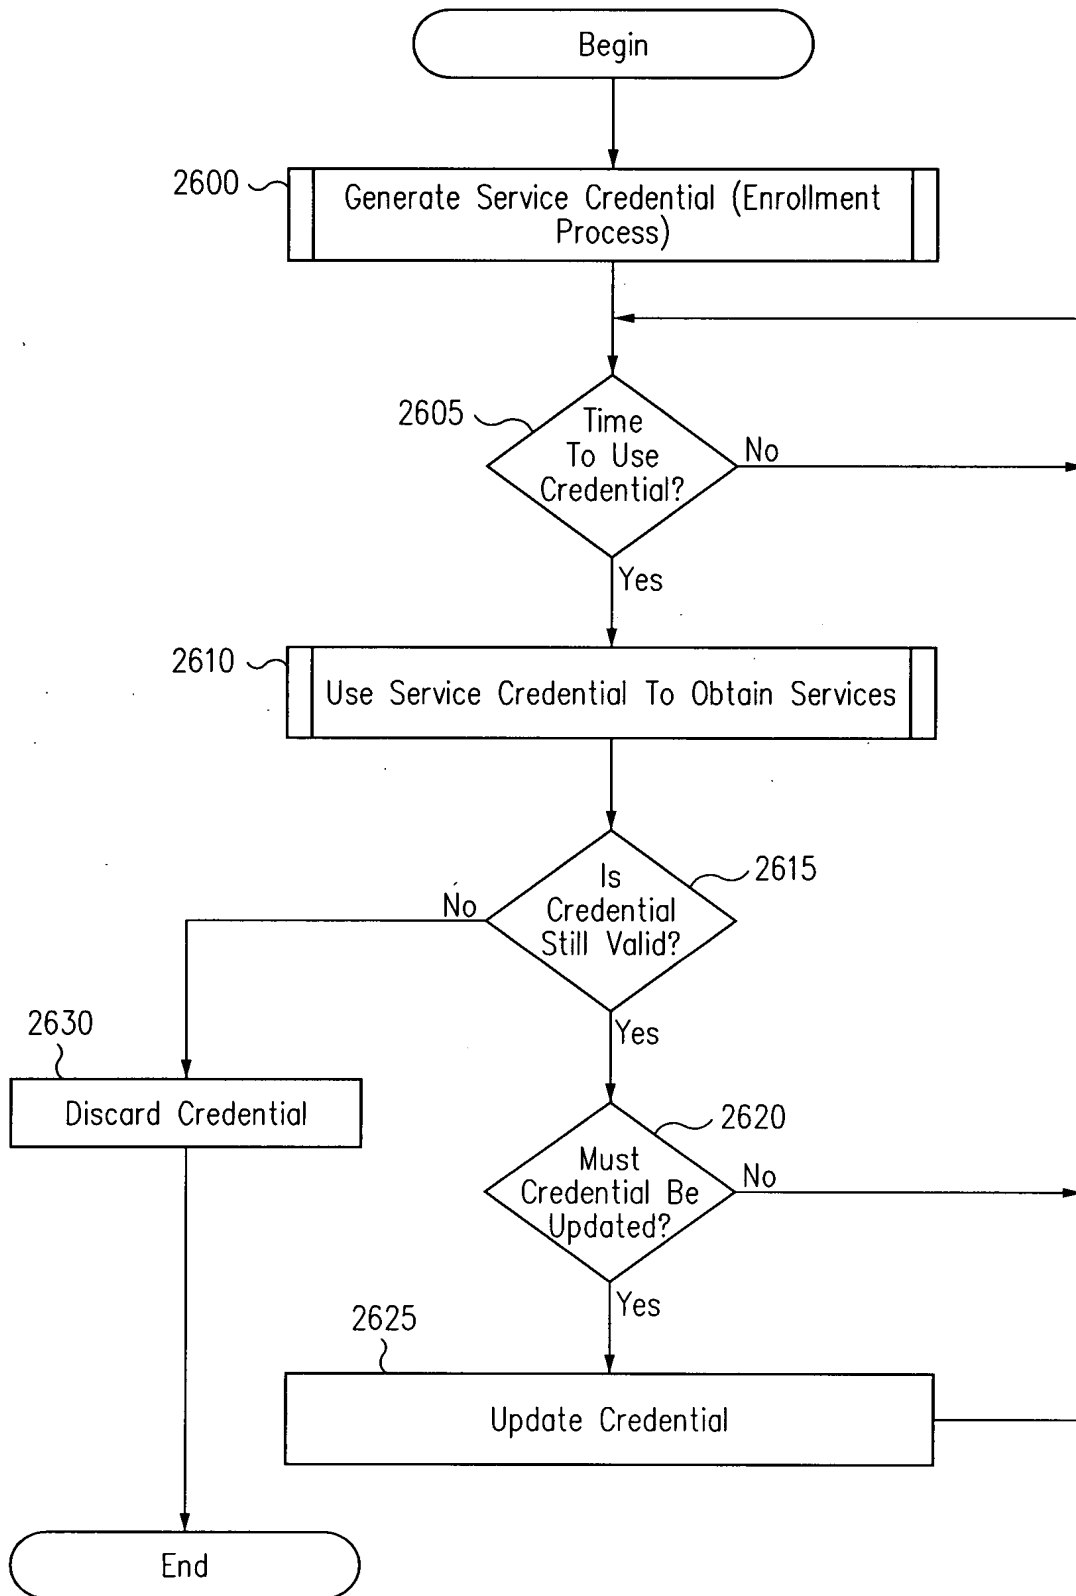 Begin
2600
Generate Service Credential (Enrollment
Process)
2605
Time
To Use
Credential?
No
Yes
2610
Use Service Credential To Obtain Services
2615
Is
Credential
Still Valid?
No
Yes
2630
Discard Credential
2620
Must
Credential Be
Updated?
No
Yes
2625
Update Credential
End